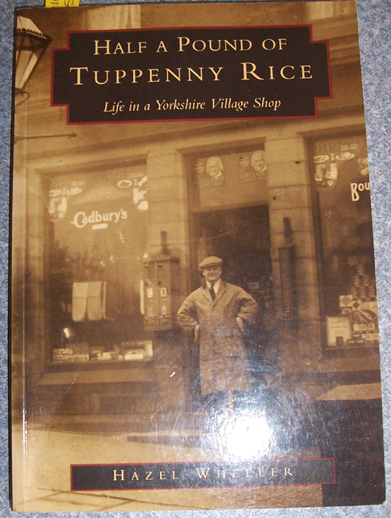 HALF A POUND OF
TUPPENNY RICE
Life in a Yorkshire Village Shop
Cadbury's
HAZEL WHEELER